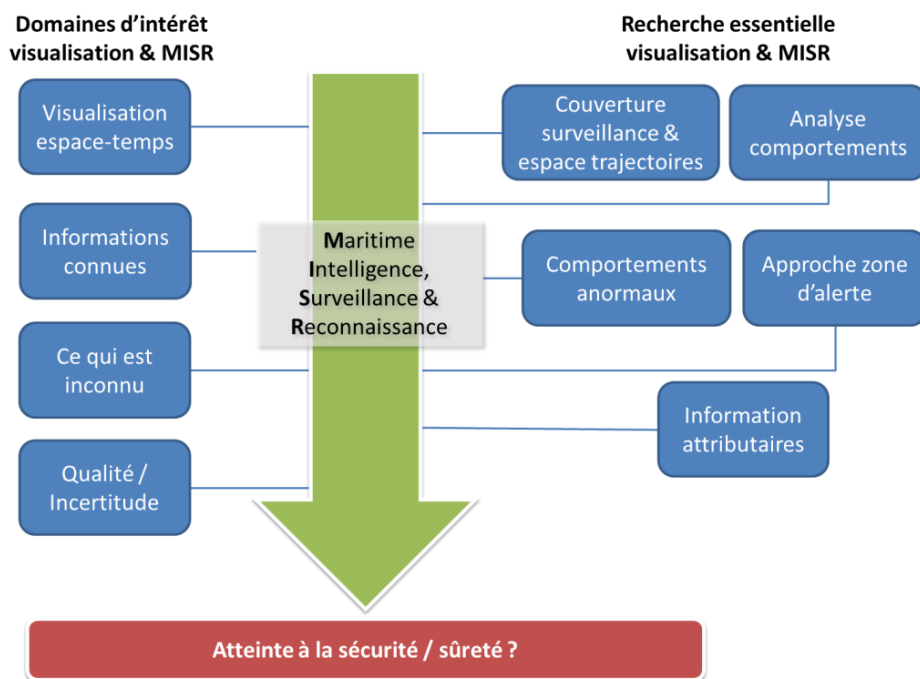 Domaines d’intérêt
visualisation & MISR
Recherche essentielle
visualisation & MISR
Visualisation
espace-temps
Couverture
surveillance &
espace trajectoires
Analyse
comportements
Informations
connues
Maritime
Intelligence,
Surveillance &
Reconnaissance
Comportements
anormaux
Approche zone
d’alerte
Ce qui est
inconnu
Information
attributaires
Qualité /
Incertitude
Atteinte à la sécurité / sûreté ?